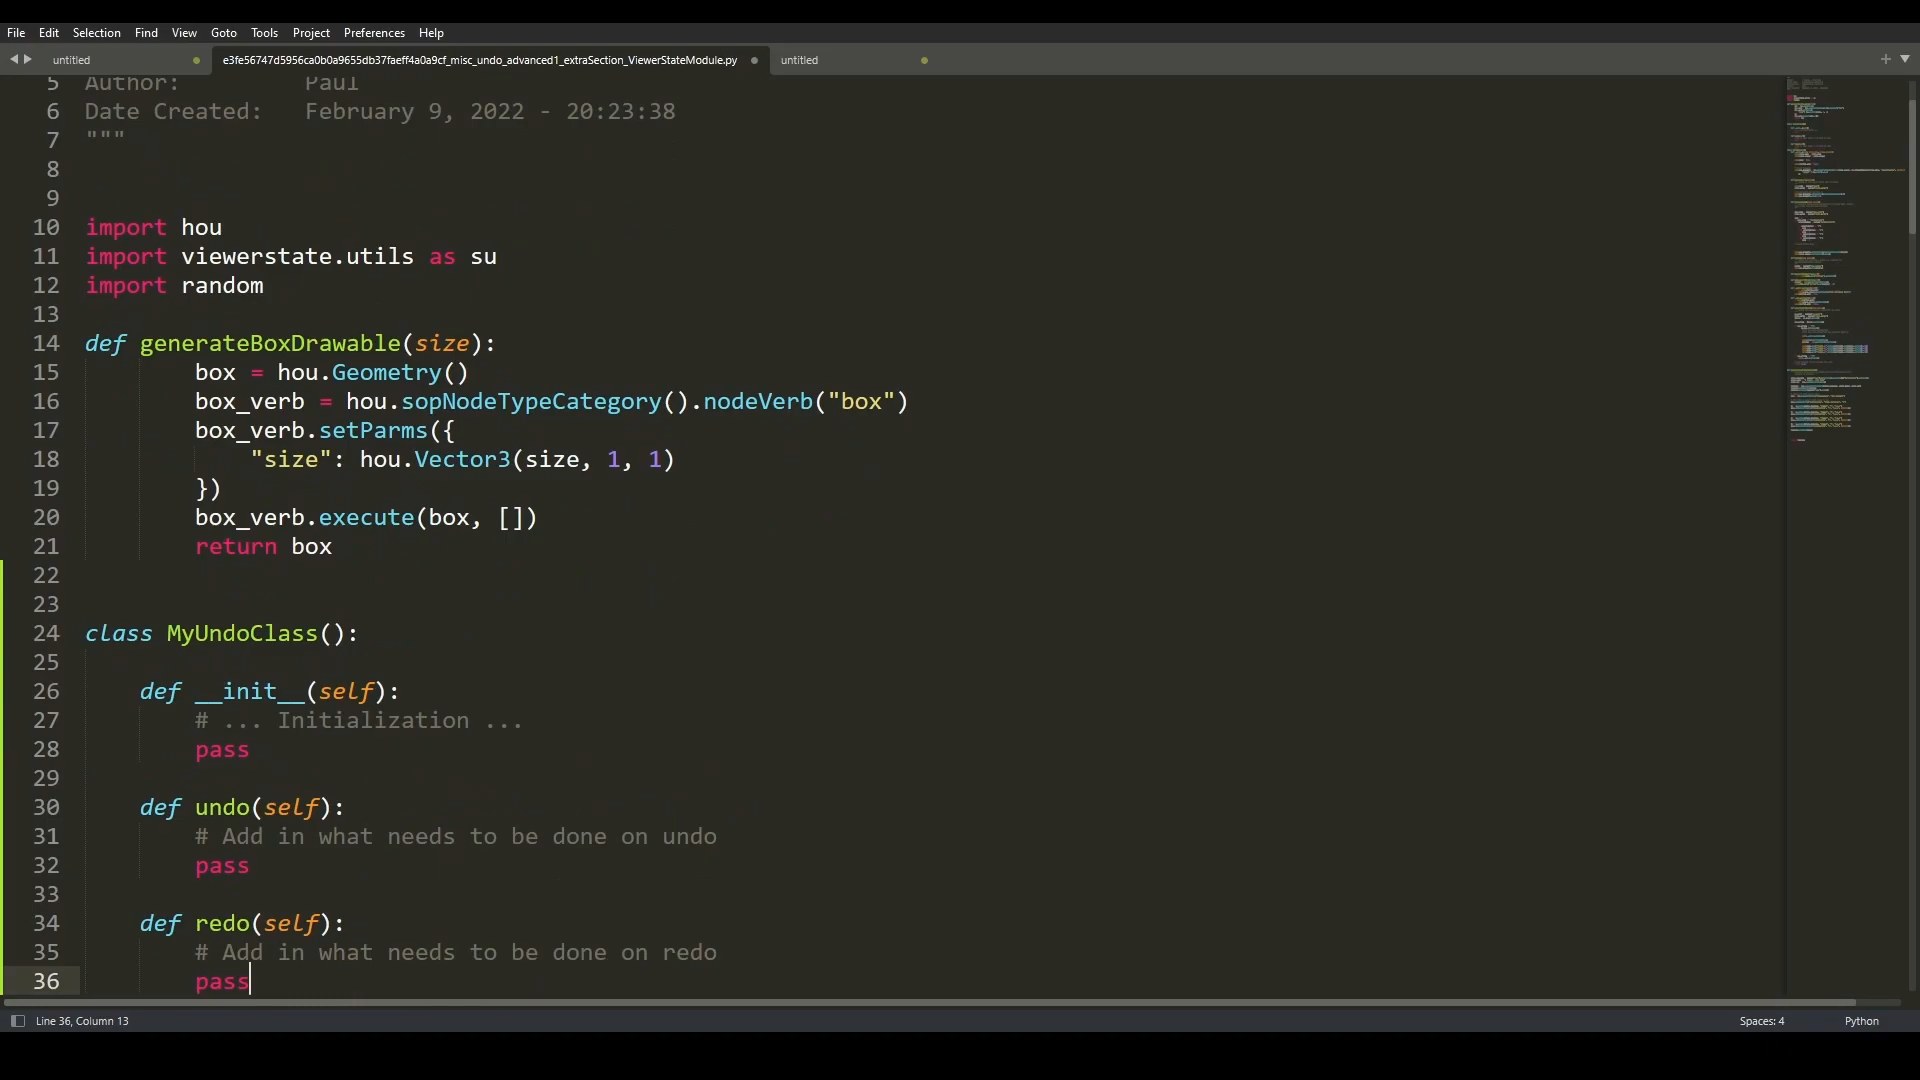 File Edit Selection Find View Goto Tools Project Preferences Help
untitled e3fe56747d5956ca0b0a9655db37faeff4a0a9cf_misc_undo_advanced1_extraSection_ViewerStateModule.py untitled
5 Author: Paul
6 Date Created: February 9, 2022 - 20:23:38
7 """
8
9
10 import hou
11 import viewerstate.utils as su
12 import random
13
14 def generateBoxDrawable(size):
15 box = hou.Geometry()
16 box_verb = hou.sopNodeTypeCategory().nodeVerb("box")
17 box_verb.setParms({
18 "size": hou.Vector3(size, 1, 1)
19 })
20 box_verb.execute(box, [])
21 return box
22
23
24 class MyUndoClass():
25
26 def __init__(self):
27 # ... Initialization ...
28 pass
29
30 def undo(self):
31 # Add in what needs to be done on undo
32 pass
33
34 def redo(self):
35 # Add in what needs to be done on redo
36 pass
Line 36, Column 13 Spaces: 4 Python